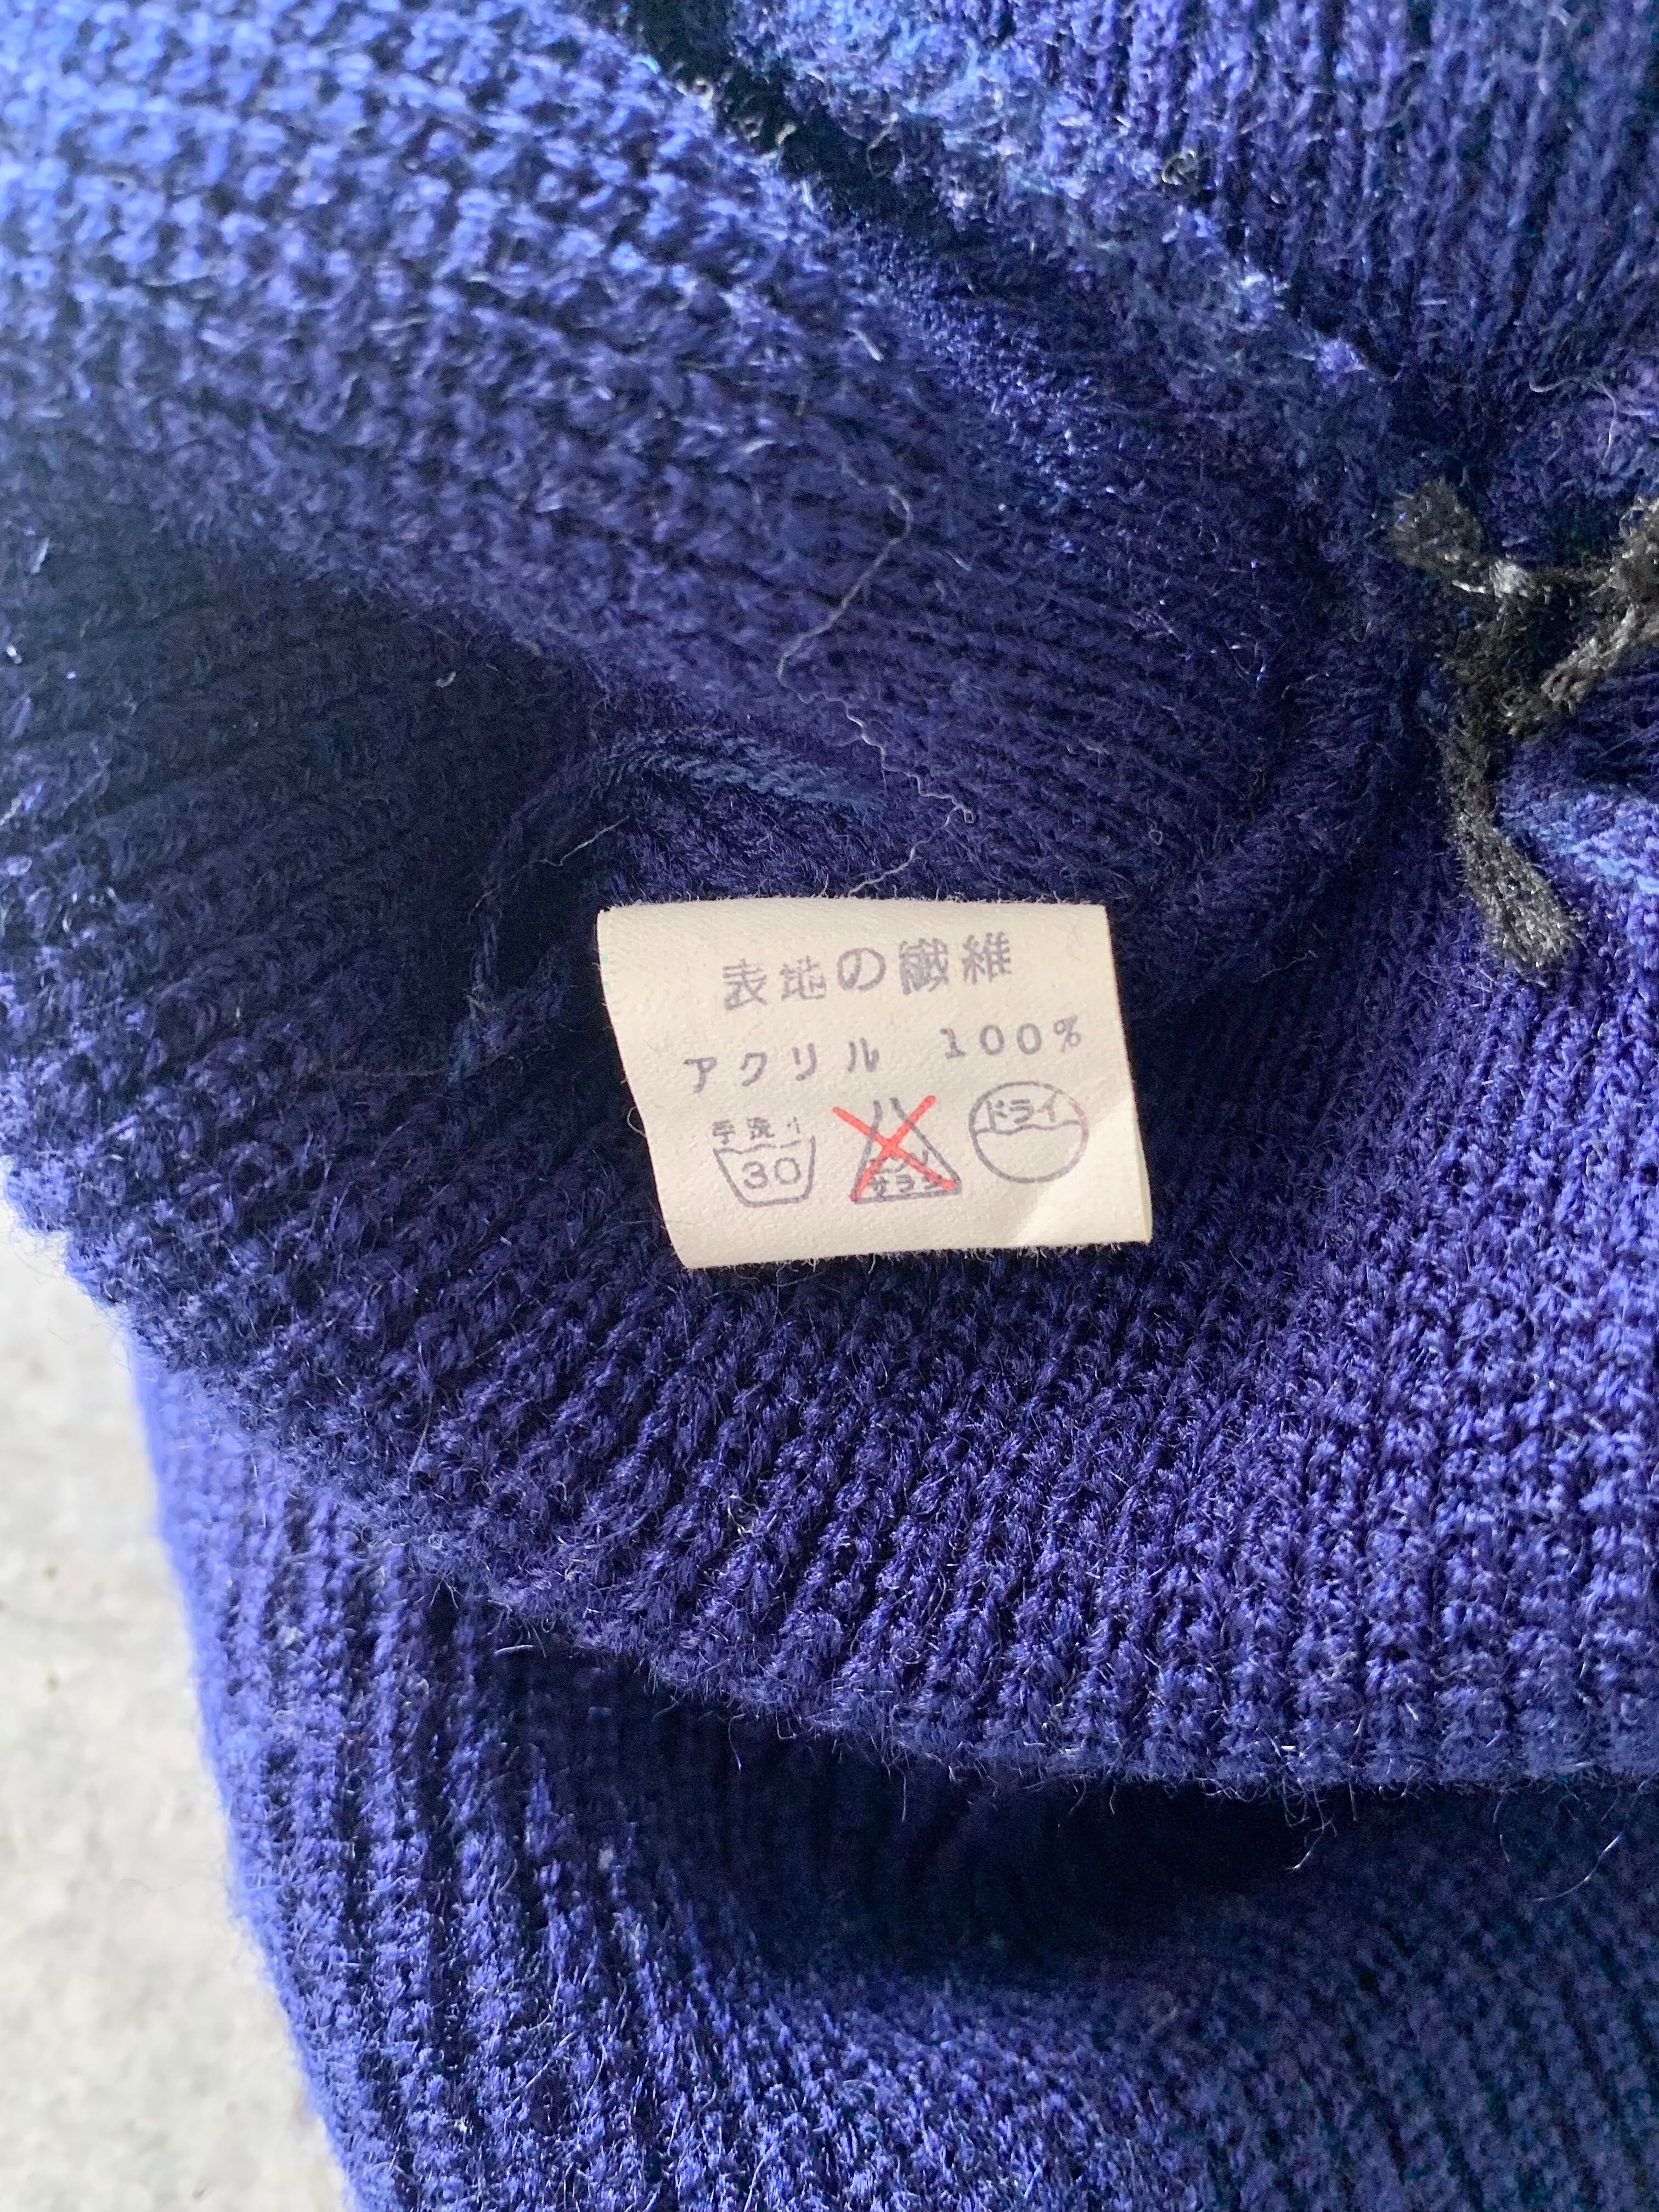 表地の繊維
アクリル 100%
手洗イ ドライ
30 エンソ
サラシ